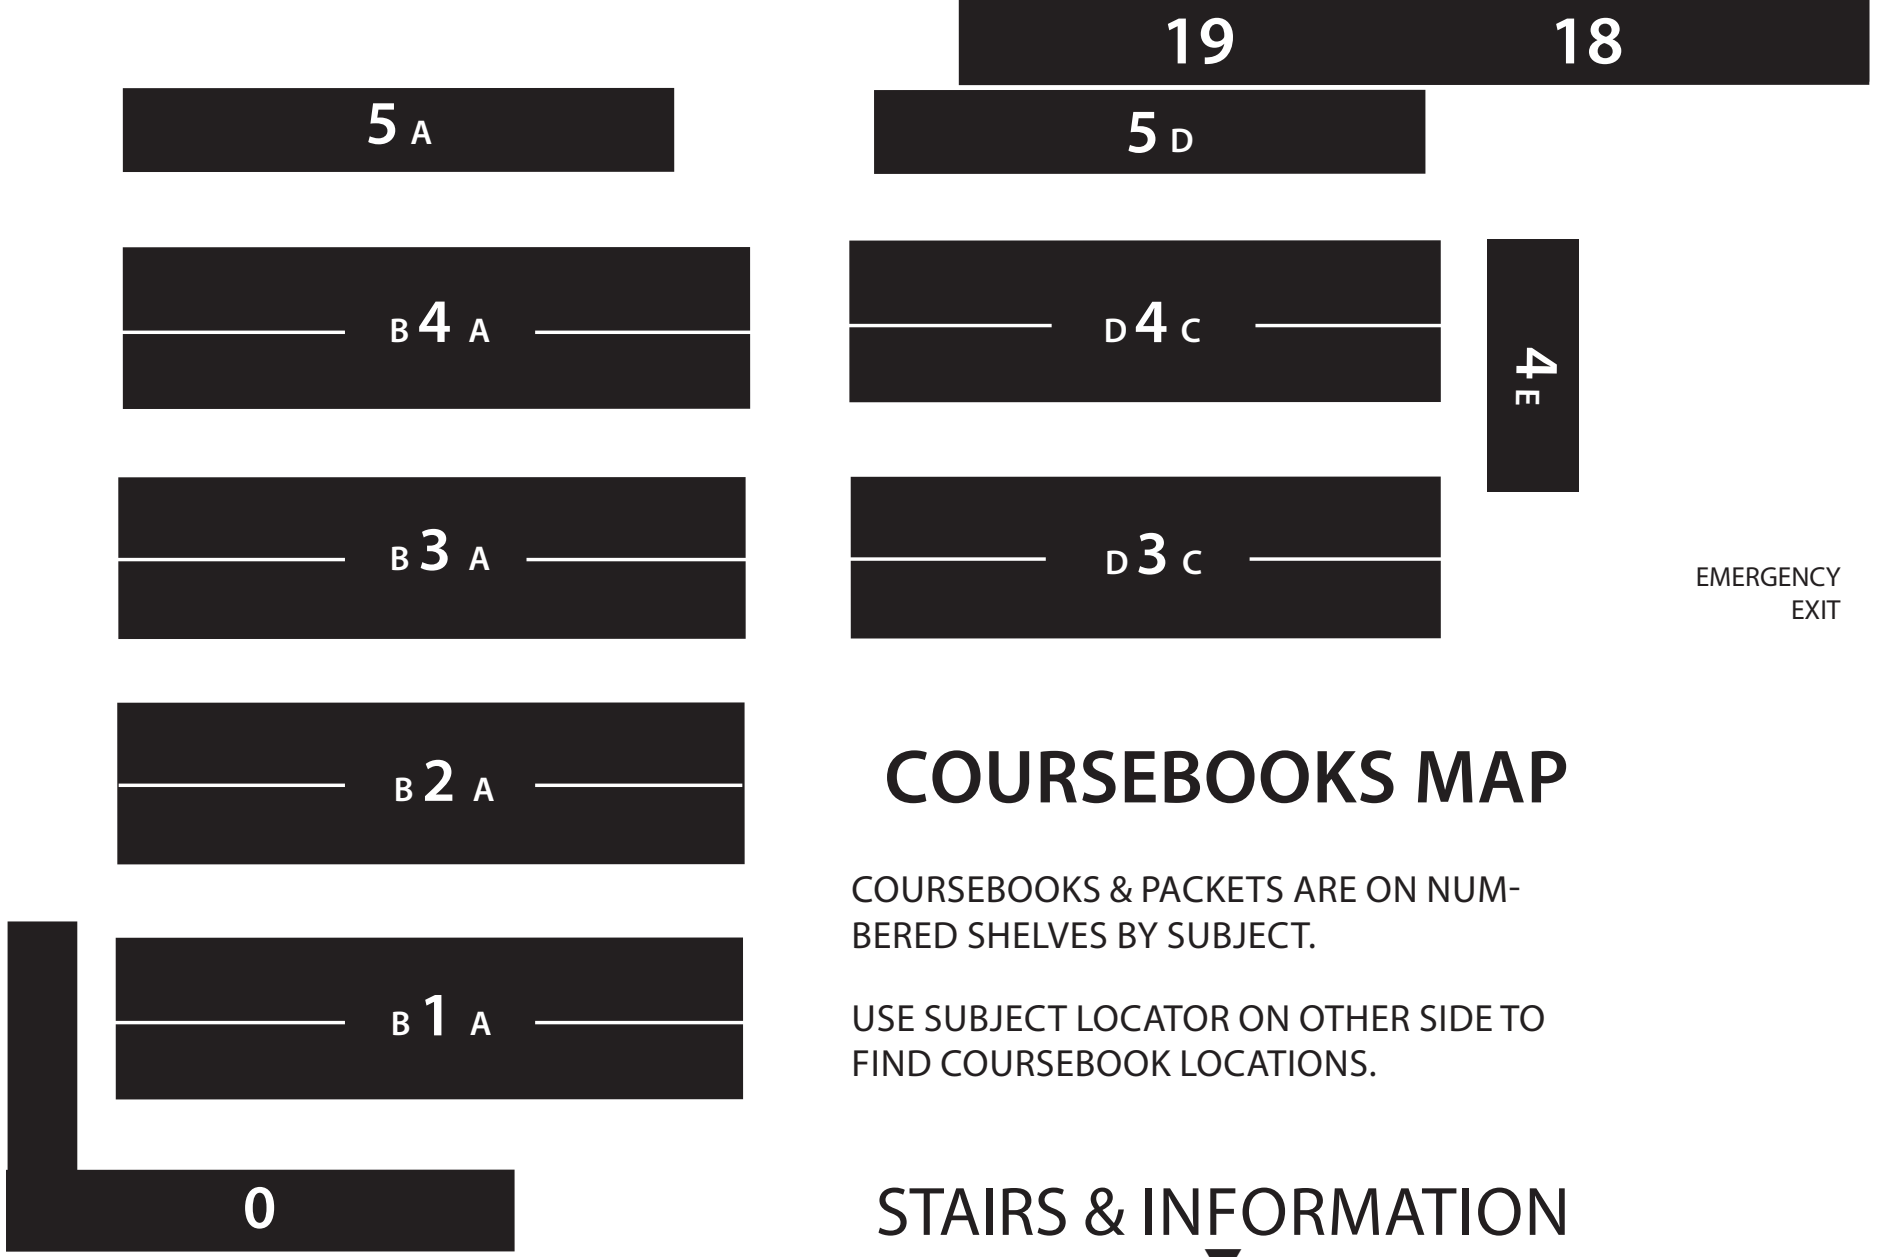 19 18
5 A
5 D
B 4 A
D 4 C
4 E
B 3 A
D 3 C
EMERGENCY
EXIT
B 2 A
COURSEBOOKS MAP
COURSEBOOKS & PACKETS ARE ON NUM-
BERED SHELVES BY SUBJECT.
B 1 A
USE SUBJECT LOCATOR ON OTHER SIDE TO
FIND COURSEBOOK LOCATIONS.
0
STAIRS & INFORMATION